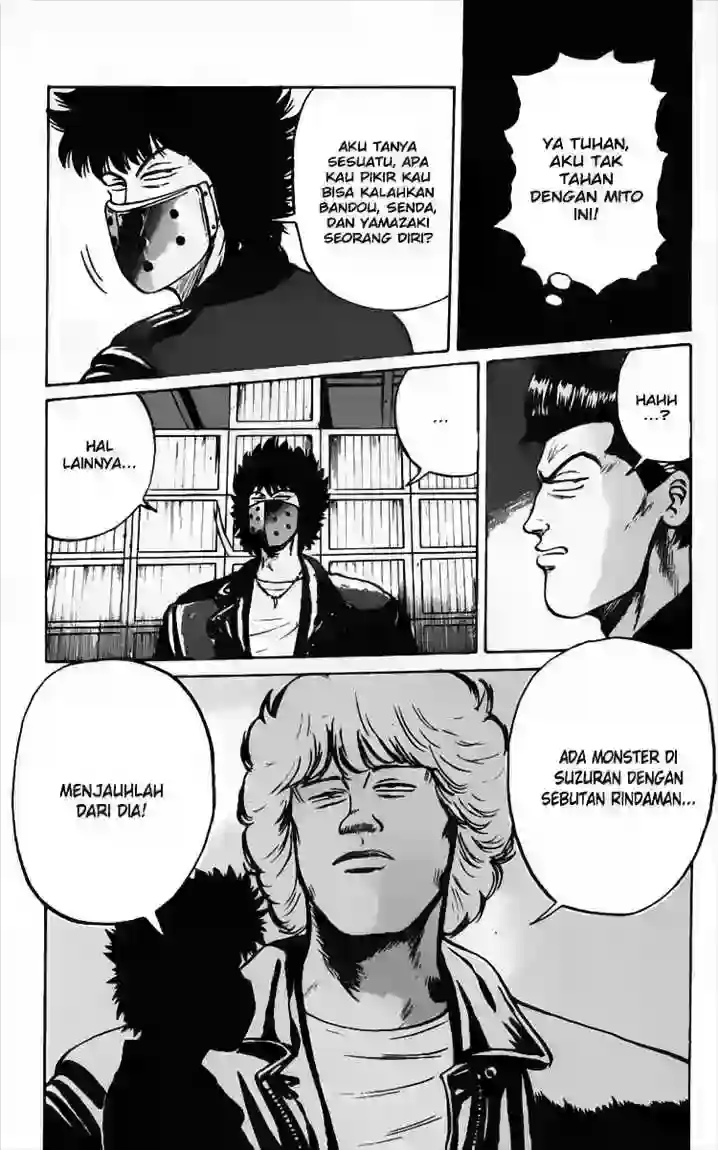 YA TUHAN,
AKU TAK
TAHAN
DENGAN MITO
INI!
AKU TANYA
SESUATU, APA
KAU PIKIR KAU
BISA KALAHKAN
BANDOU, SENDA,
DAN YAMAZAKI
SEORANG DIRI?
HAHH
...?
...
HAL
LAINNYA...
ADA MONSTER DI
SUZURAN DENGAN
SEBUTAN RINDAMAN...
MENJAUHLAH
DARI DIA!